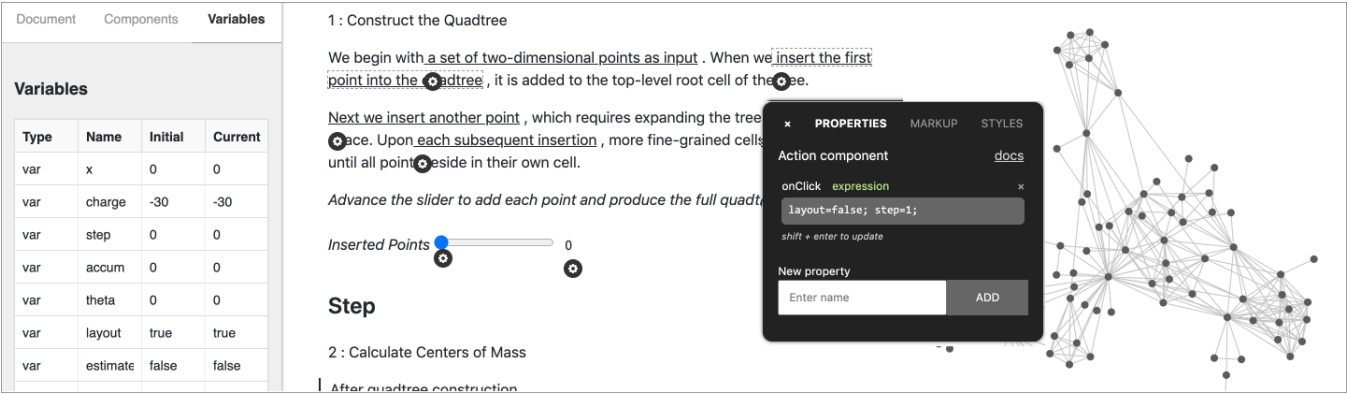 Document Components Variables
Variables
Type Name Initial Current
var x 0 0
var charge -30 -30
var step 0 0
var accum 0 0
var theta 0 0
var layout true true
var estimate false false
1 : Construct the Quadtree
We begin with a set of two-dimensional points as input . When we insert the first
point into the quadtree , it is added to the top-level root cell of the tree.
Next we insert another point , which requires expanding the tree
Upon each subsequent insertion , more fine-grained cells
until all points reside in their own cell.
Advance the slider to add each point and produce the full
Inserted Points 0
Step
2 : Calculate Centers of Mass
After quadtree construction
× PROPERTIES MARKUP STYLES
Action component docs
onClick expression ×
layout=false; step=1;
shift + enter to update
New property
Enter name ADD